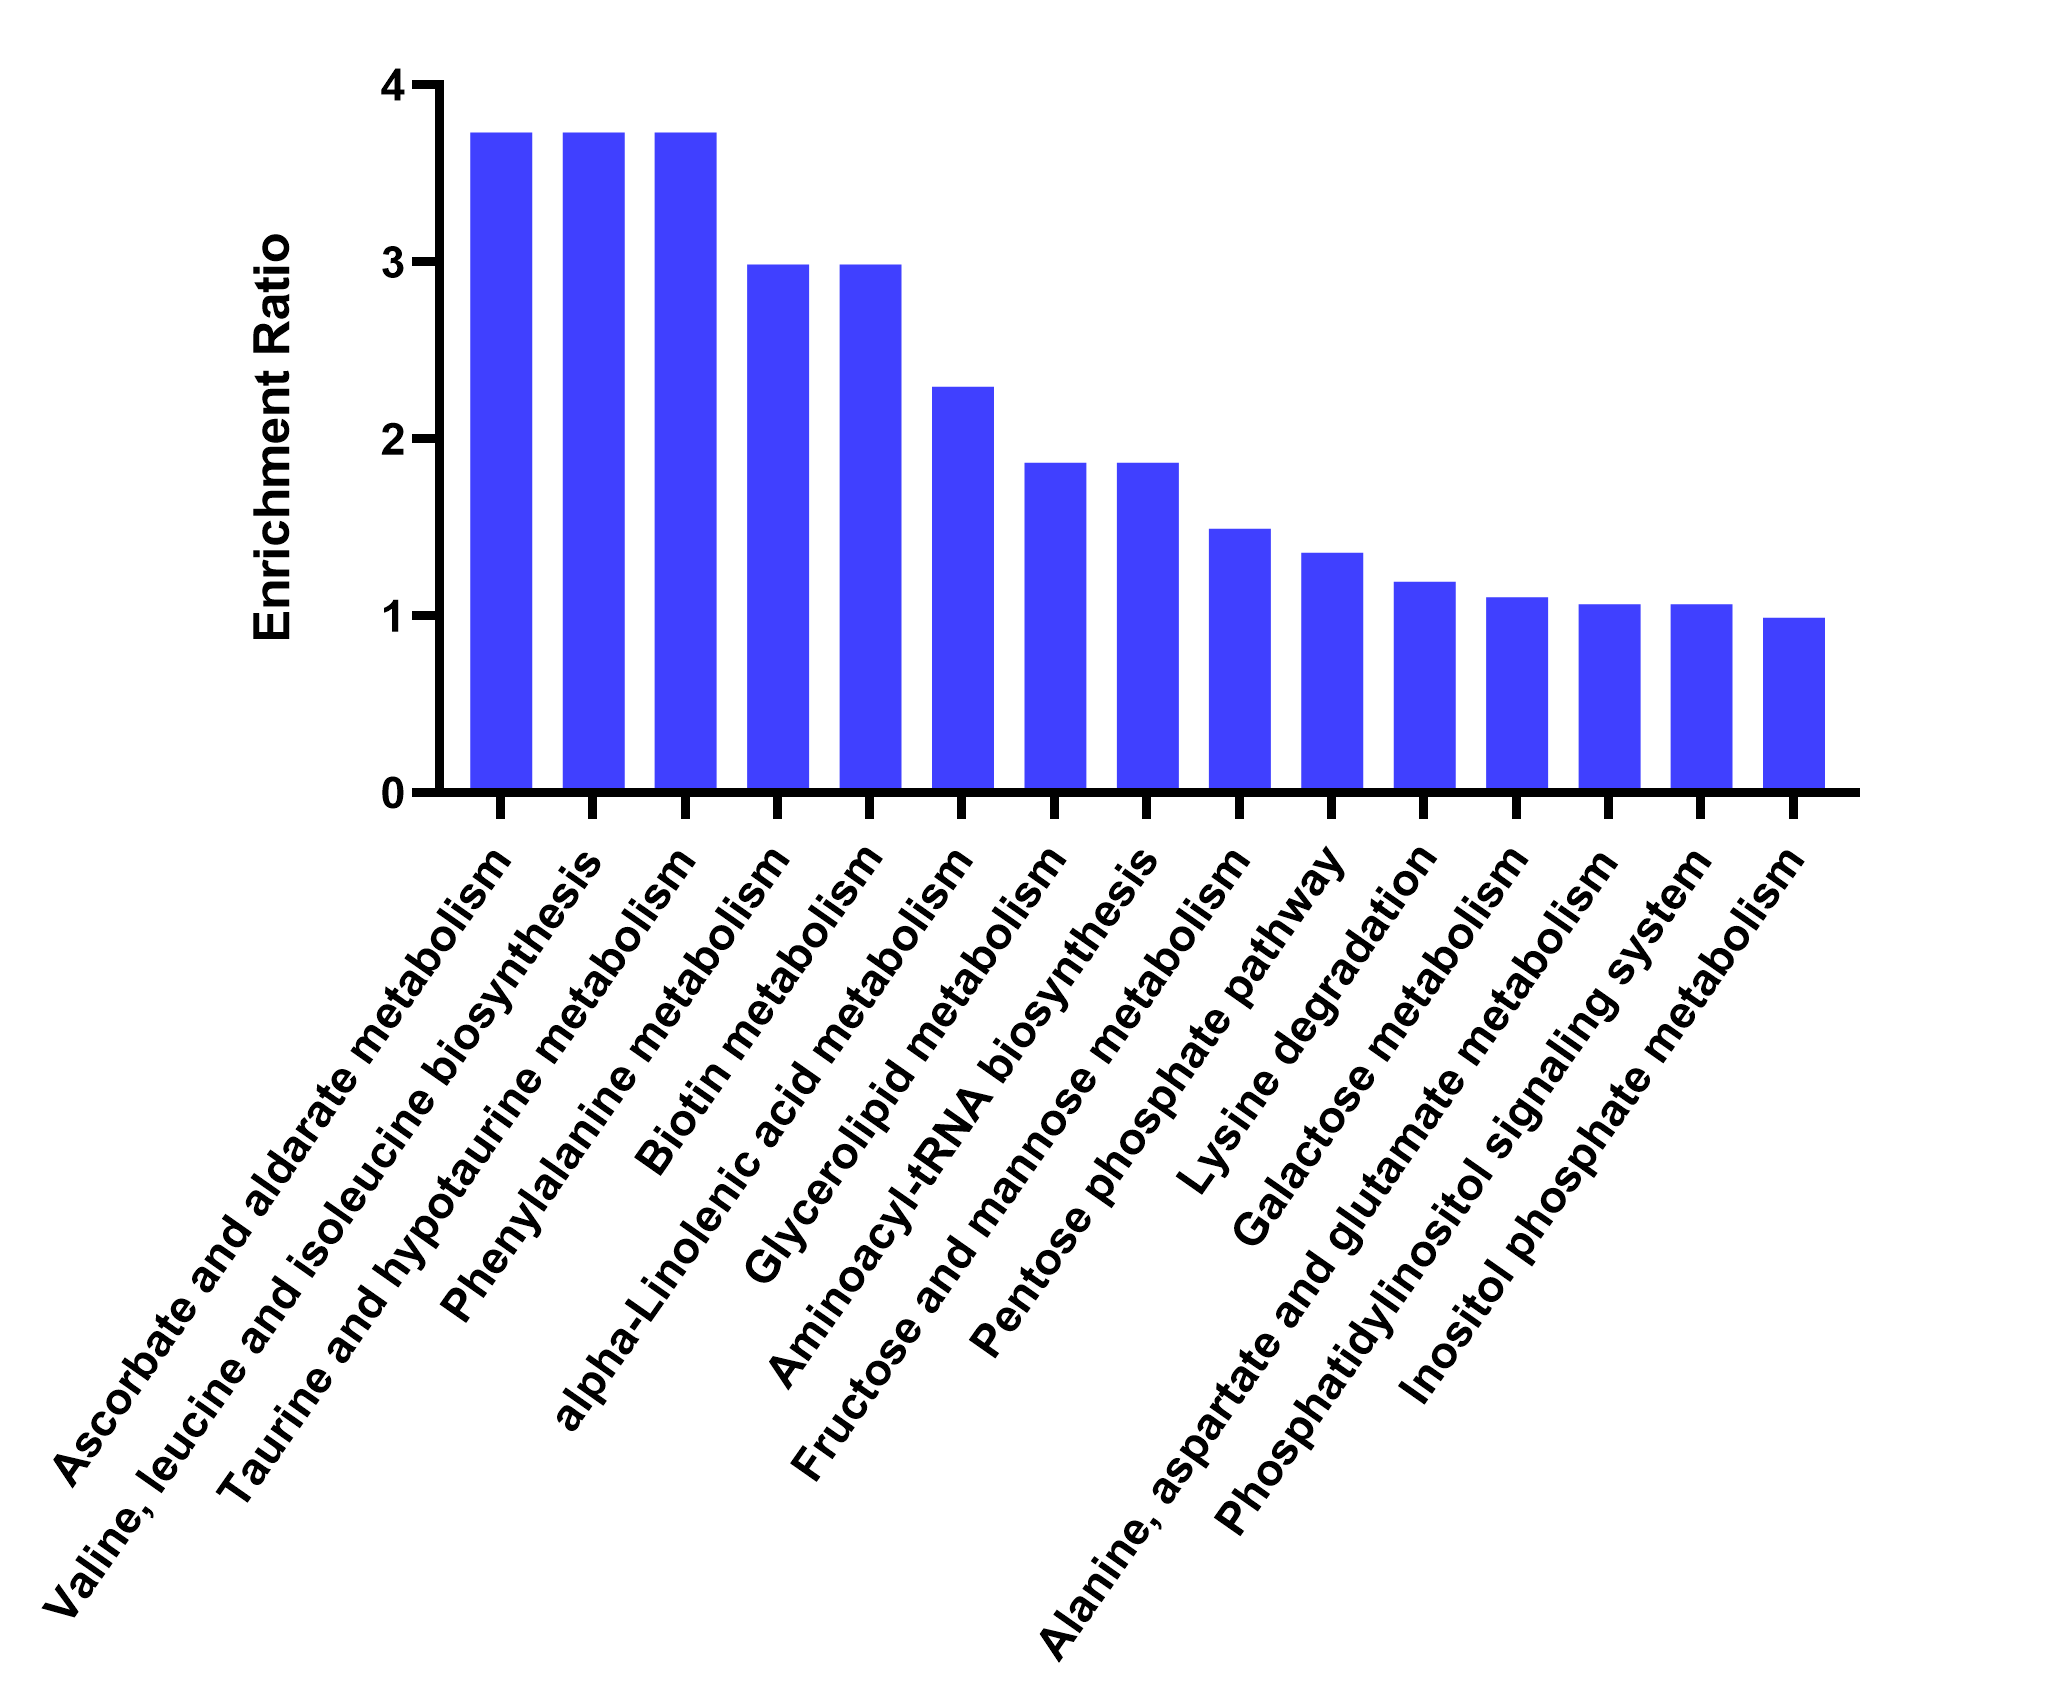 Enrichment Ratio
4
3
2
1
0
Ascorbate and aldarate metabolism
Valine, leucine and isoleucine biosynthesis
Taurine and hypotaurine metabolism
Phenylalanine metabolism
Biotin metabolism
alpha-Linolenic acid metabolism
Glycerolipid metabolism
Aminoacyl-tRNA biosynthesis
Fructose and mannose metabolism
Pentose phosphate pathway
Lysine degradation
Galactose metabolism
Alanine, aspartate and glutamate metabolism
Phosphatidylinositol signaling system
Inositol phosphate metabolism